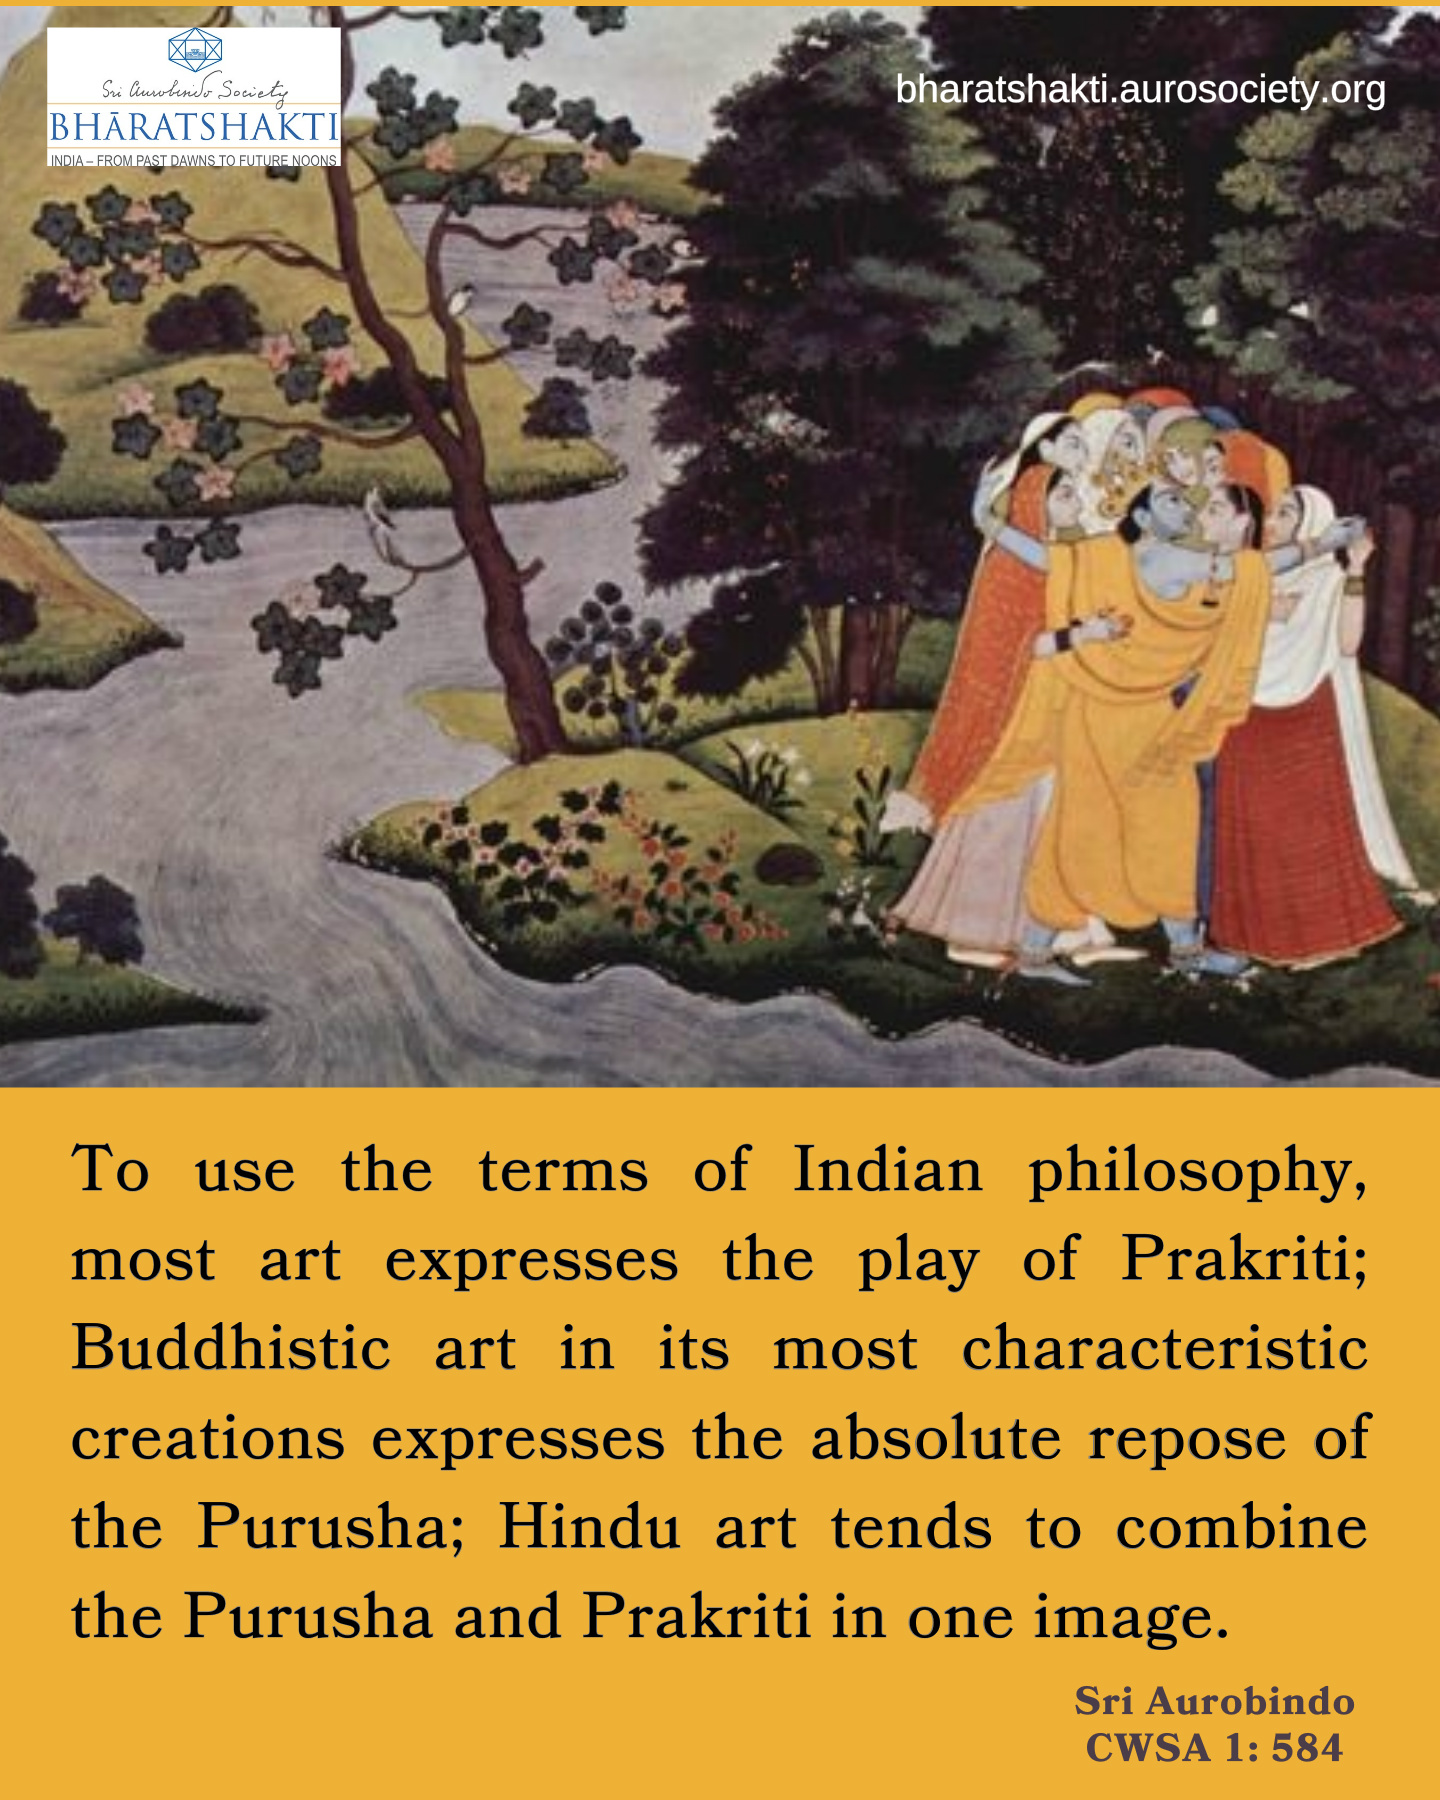 Sri Aurobindo Society
BHĀRATSHAKTI
INDIA – FROM PAST DAWNS TO FUTURE NOONS
bharatshakti.aurosociety.org
To use the terms of Indian philosophy,
most art expresses the play of Prakriti;
Buddhistic art in its most characteristic
creations expresses the absolute repose of
the Purusha; Hindu art tends to combine
the Purusha and Prakriti in one image.
Sri Aurobindo
CWSA 1: 584